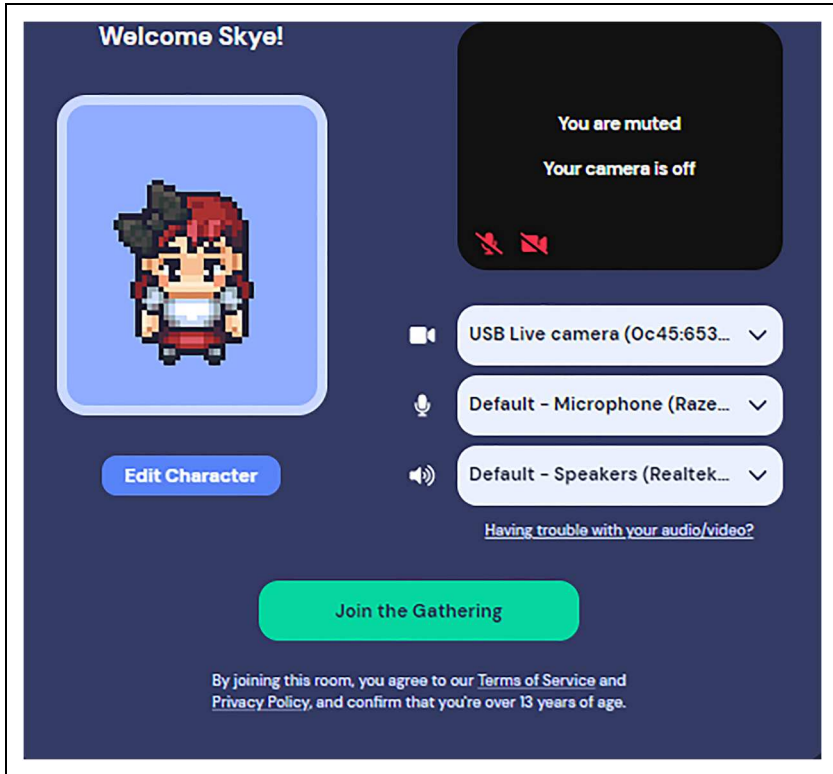 Welcome Skye!
You are muted
Your camera is off
USB Live camera (0c45:653...
Default - Microphone (Raze...
Edit Character
Default - Speakers (Realtek...
Having trouble with your audio/video?
Join the Gathering
By joining this room, you agree to our Terms of Service and
Privacy Policy, and confirm that you're over 13 years of age.